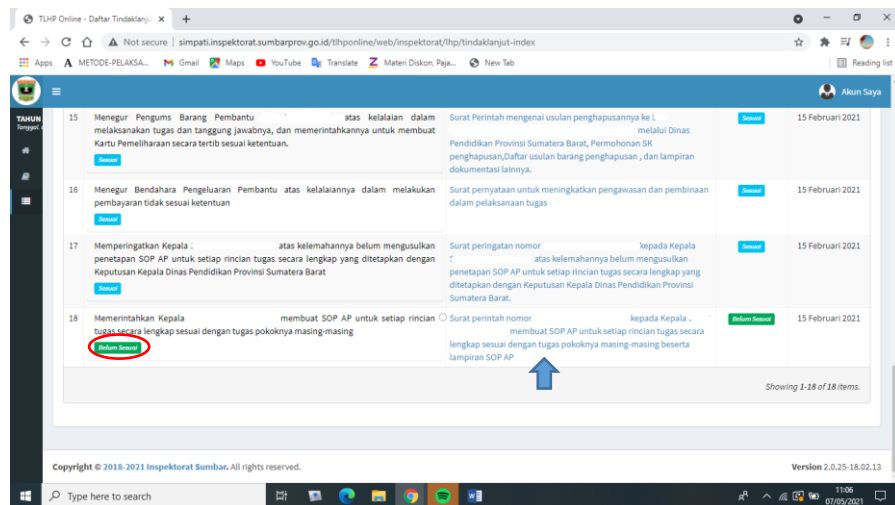 TLHP Online - Daftar Tindaklanju
Not secure | simpati.inspektorat.sumbarprov.go.id/tlhponline/web/inspektorat/lhp/tindaklanjut-index
Apps METODE-PELAKSA... Gmail Maps YouTube Translate Materi Diskon, Paja... New Tab Reading list
Akun Saya
TAHUN
Tanggal.
15 Menegur Pengums Barang Pembantu atas kelalaian dalam
melaksanakan tugas dan tanggung jawabnya, dan memerintahkannya untuk membuat
Kartu Pemeliharaan secara tertib sesuai ketentuan.
Sesuai
Surat Perintah mengenai usulan penghapusannya ke
melalui Dinas
Pendidikan Provinsi Sumatera Barat, Permohonan SK
penghapusan,Daftar usulan barang penghapusan , dan lampiran
dokumentasi lainnya.
Sesuai
15 Februari 2021
16 Menegur Bendahara Pengeluaran Pembantu atas kelalaiannya dalam melakukan
pembayaran tidak sesuai ketentuan
Sesuai
Surat pernyataan untuk meningkatkan pengawasan dan pembinaan
dalam pelaksanaan tugas
Sesuai
15 Februari 2021
17 Memperingatkan Kepala atas kelemahannya belum mengusulkan
penetapan SOP AP untuk setiap rincian tugas secara lengkap yang ditetapkan dengan
Keputusan Kepala Dinas Pendidikan Provinsi Sumatera Barat
Sesuai
Surat peringatan nomor kepada Kepala
atas kelemahannya belum mengusulkan
penetapan SOP AP untuk setiap rincian tugas secara lengkap yang
ditetapkan dengan Keputusan Kepala Dinas Pendidikan Provinsi
Sumatera Barat.
Sesuai
15 Februari 2021
18 Memerintahkan Kepala membuat SOP AP untuk setiap rincian
tugas secara lengkap sesuai dengan tugas pokoknya masing-masing
Belum Sesuai
Surat perintah nomor kepada Kepala
membuat SOP AP untuk setiap rincian tugas secara
lengkap sesuai dengan tugas pokoknya masing-masing beserta
lampiran SOP AP
Belum Sesuai
15 Februari 2021
Showing 1-18 of 18 items.
Copyright © 2018-2021 Inspektorat Sumbar. All rights reserved.
Version 2.0.25-18.02.13
Type here to search
11:06
07/05/2021